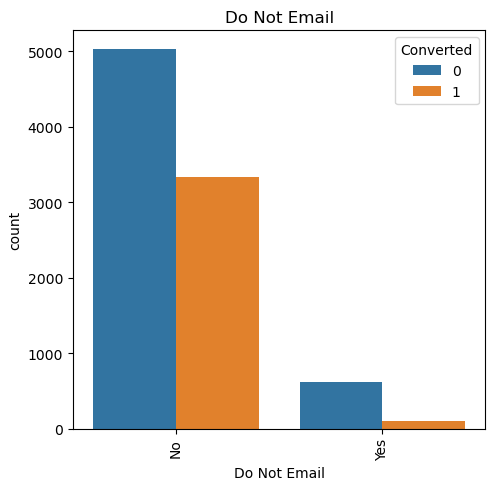 Do Not Email
Converted
0
1
5000
4000
3000
2000
1000
0
count
No
Yes
Do Not Email